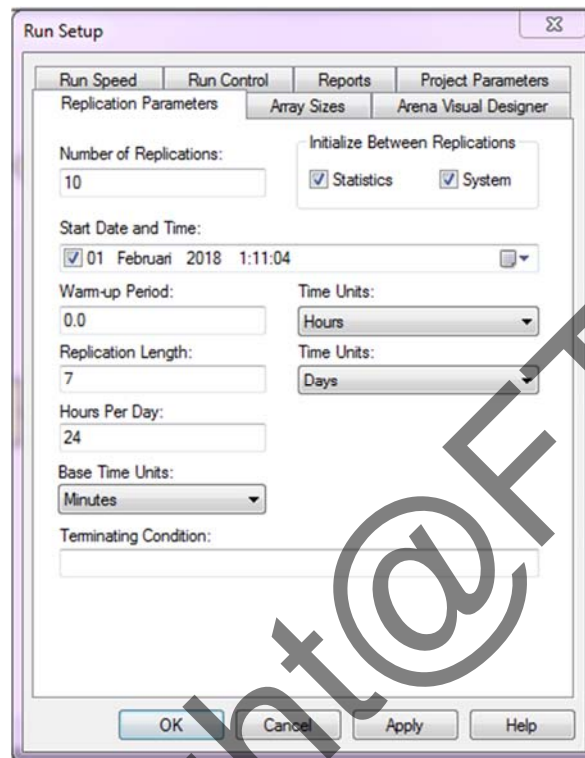 Run Setup
Run Speed Run Control Reports Project Parameters
Replication Parameters Array Sizes Arena Visual Designer
Number of Replications:
10
Initialize Between Replications
Statistics System
Start Date and Time:
01 Februari 2018 1:11:04
Warm-up Period: Time Units:
0.0 Hours
Replication Length: Time Units:
7 Days
Hours Per Day:
24
Base Time Units:
Minutes
Terminating Condition:
OK Cancel Apply Help
ht@FT